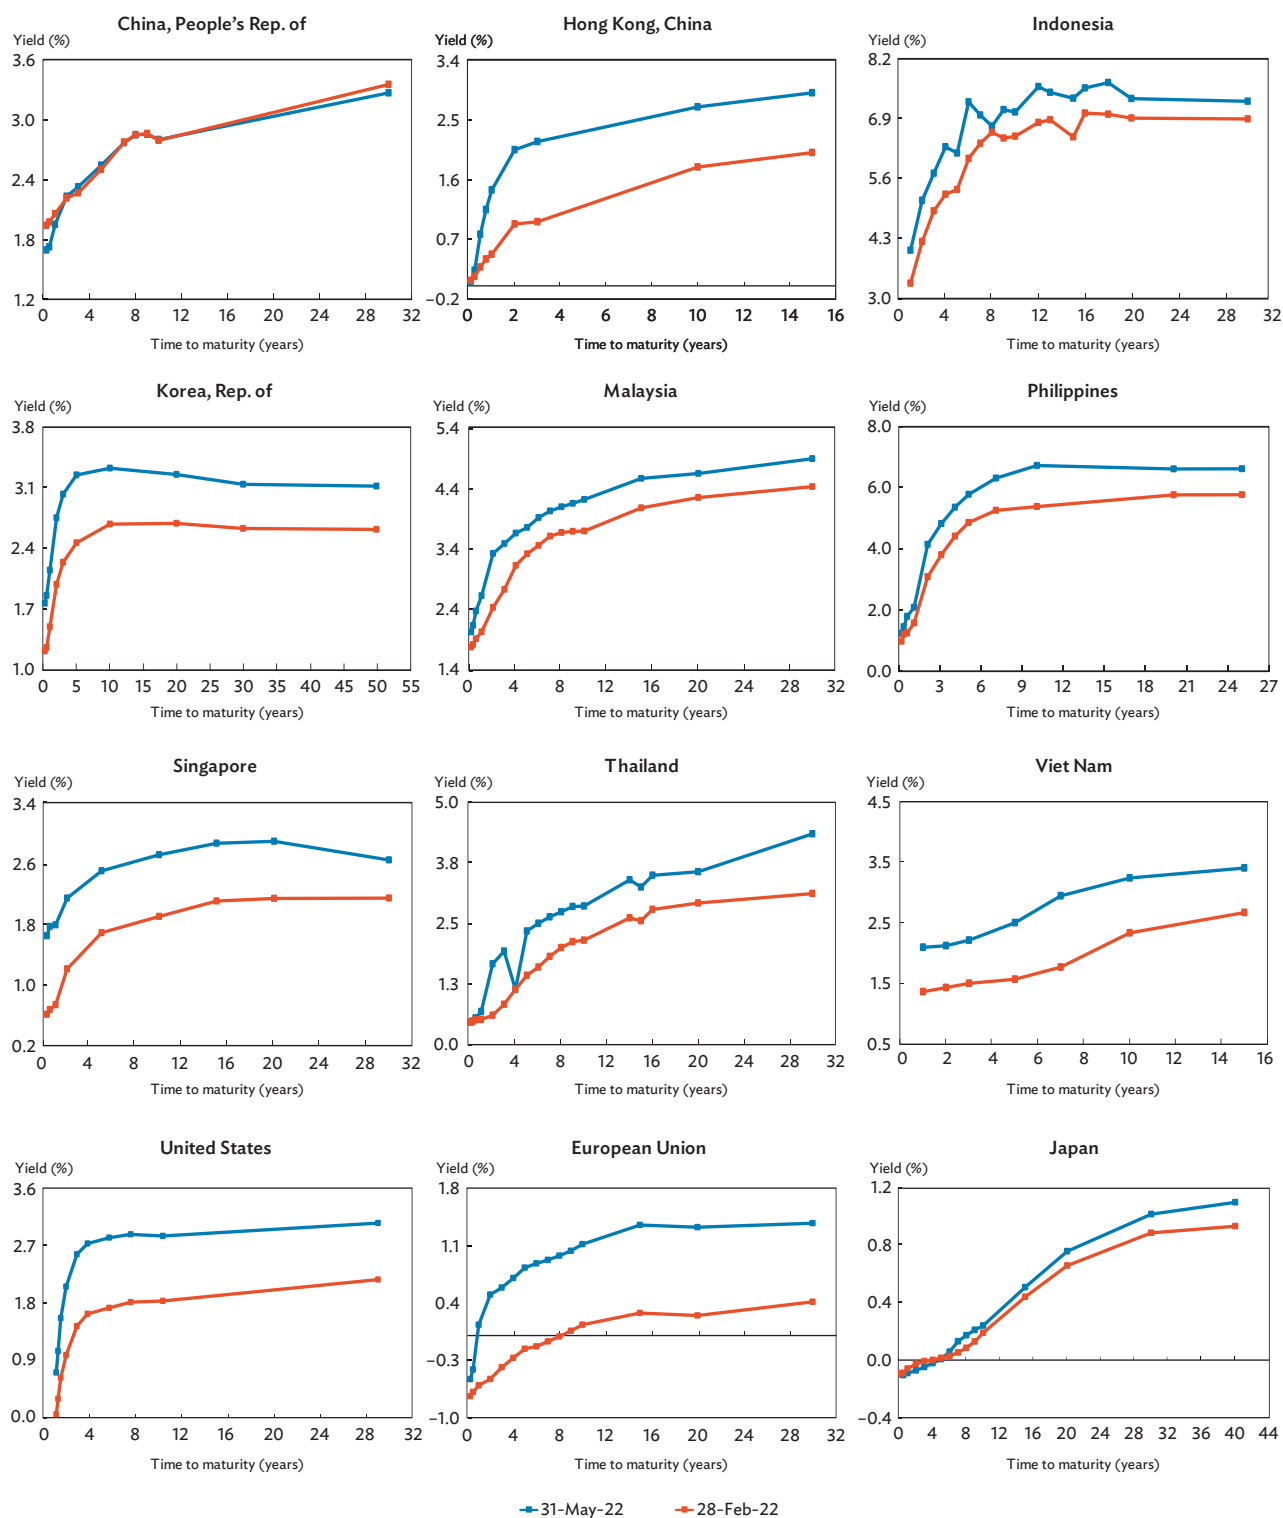 China, People's Rep. of
Yield (%)
3.6
3.0
2.4
1.8
1.2
0 4 8 12 16 20 24 28 32
Time to maturity (years)
Hong Kong, China
Yield (%)
3.4
2.5
1.6
0.7
–0.2
0 2 4 6 8 10 12 14 16
Time to maturity (years)
Indonesia
Yield (%)
8.2
6.9
5.6
4.3
3.0
0 4 8 12 16 20 24 28 32
Time to maturity (years)
Korea, Rep. of
Yield (%)
3.8
3.1
2.4
1.7
1.0
0 5 10 15 20 25 30 35 40 45 50 55
Time to maturity (years)
Malaysia
Yield (%)
5.4
4.4
3.4
2.4
1.4
0 4 8 12 16 20 24 28 32
Time to maturity (years)
Philippines
Yield (%)
8.0
6.0
4.0
2.0
0.0
0 3 6 9 12 15 18 21 24 27
Time to maturity (years)
Singapore
Yield (%)
3.4
2.6
1.8
1.0
0.2
0 4 8 12 16 20 24 28 32
Time to maturity (years)
Thailand
Yield (%)
5.0
3.8
2.5
1.3
0.0
0 4 8 12 16 20 24 28 32
Time to maturity (years)
Viet Nam
Yield (%)
4.5
3.5
2.5
1.5
0.5
0 2 4 6 8 10 12 14 16
Time to maturity (years)
United States
Yield (%)
3.6
2.7
1.8
0.9
0.0
0 4 8 12 16 20 24 28 32
Time to maturity (years)
European Union
Yield (%)
1.8
1.1
0.4
–0.3
–1.0
0 4 8 12 16 20 24 28 32
Time to maturity (years)
Japan
Yield (%)
1.2
0.8
0.4
0.0
–0.4
0 4 8 12 16 20 24 28 32 36 40 44
Time to maturity (years)
31-May-22 28-Feb-22